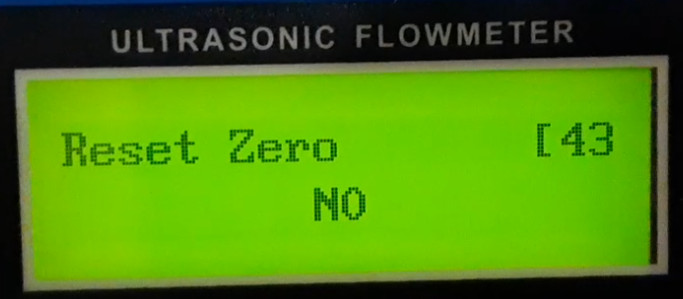 ULTRASONIC FLOWMETER
Reset Zero [43
NO